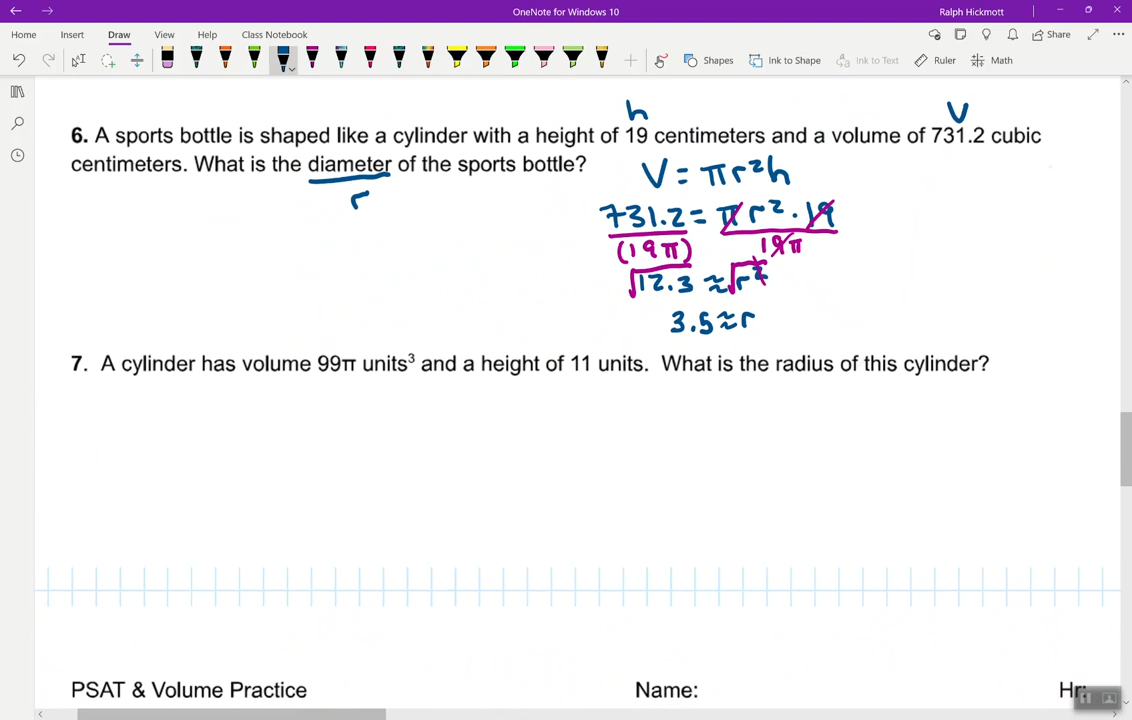 OneNote for Windows 10
Ralph Hickmott
Home Insert Draw View Help Class Notebook
Share
Shapes Ink to Shape Ink to Text Ruler Math
h
V
6. A sports bottle is shaped like a cylinder with a height of 19 centimeters and a volume of 731.2 cubic
centimeters. What is the diameter of the sports bottle?
r
V = πr²h
731.2 = πr² · 19
(19π) 19π
√12.3 ≈ √r²
3.5 ≈ r
7. A cylinder has volume 99π units³ and a height of 11 units. What is the radius of this cylinder?
PSAT & Volume Practice Name: Hr: